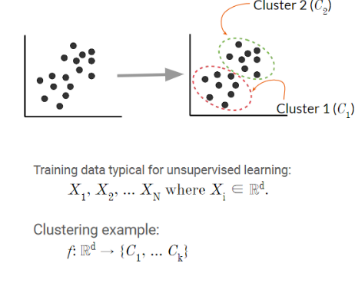 Cluster 2 (C₂)
Cluster 1 (C₁)
Training data typical for unsupervised learning:
X₁, X₂, ... X_N where Xᵢ ∈ ℝᵈ.
Clustering example:
f: ℝᵈ → {C₁, ... Cₖ}